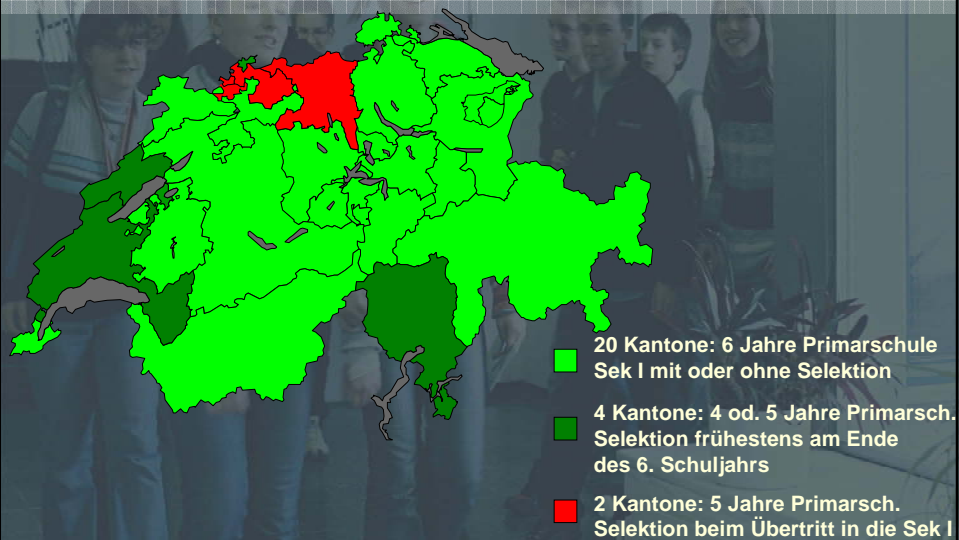 20 Kantone: 6 Jahre Primarschule
Sek I mit oder ohne Selektion
4 Kantone: 4 od. 5 Jahre Primarsch.
Selektion frühestens am Ende
des 6. Schuljahrs
2 Kantone: 5 Jahre Primarsch.
Selektion beim Übertritt in die Sek I